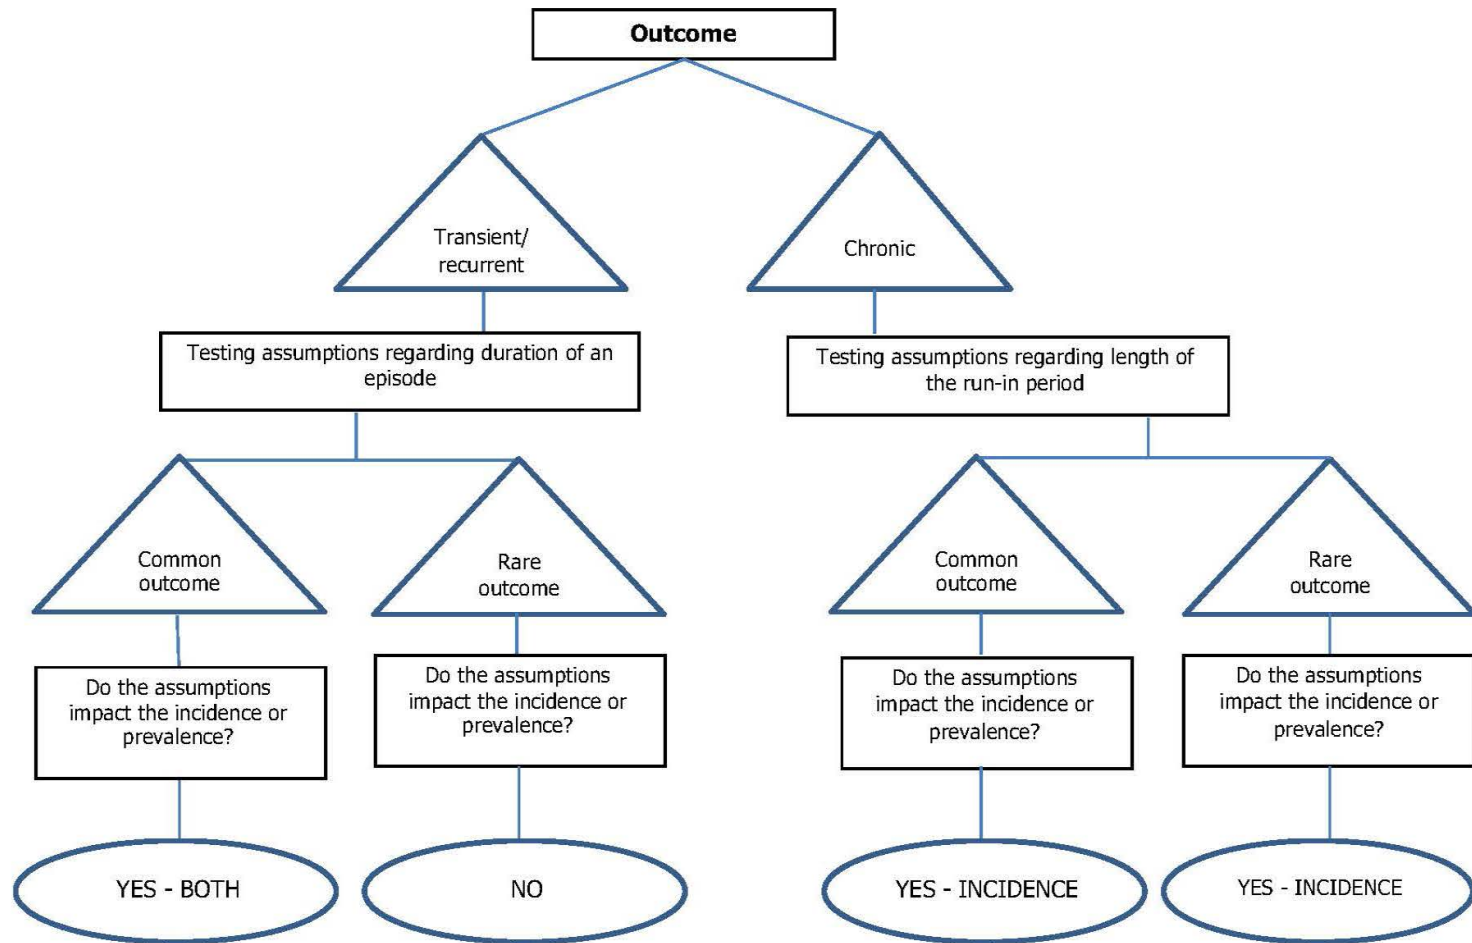 Outcome
Transient/
recurrent
Chronic
Testing assumptions regarding duration of an
episode
Testing assumptions regarding length of
the run-in period
Common
outcome
Rare
outcome
Common
outcome
Rare
outcome
Do the assumptions
impact the incidence or
prevalence?
Do the assumptions
impact the incidence or
prevalence?
Do the assumptions
impact the incidence or
prevalence?
Do the assumptions
impact the incidence or
prevalence?
YES - BOTH
NO
YES - INCIDENCE
YES - INCIDENCE